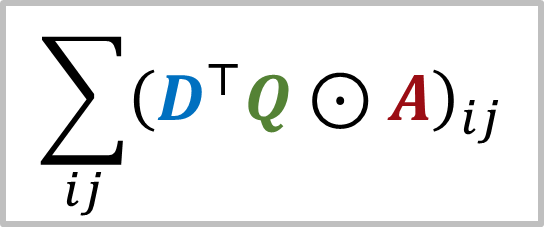 ∑_{ij} (D^⊤Q ⊙ A)_{ij}